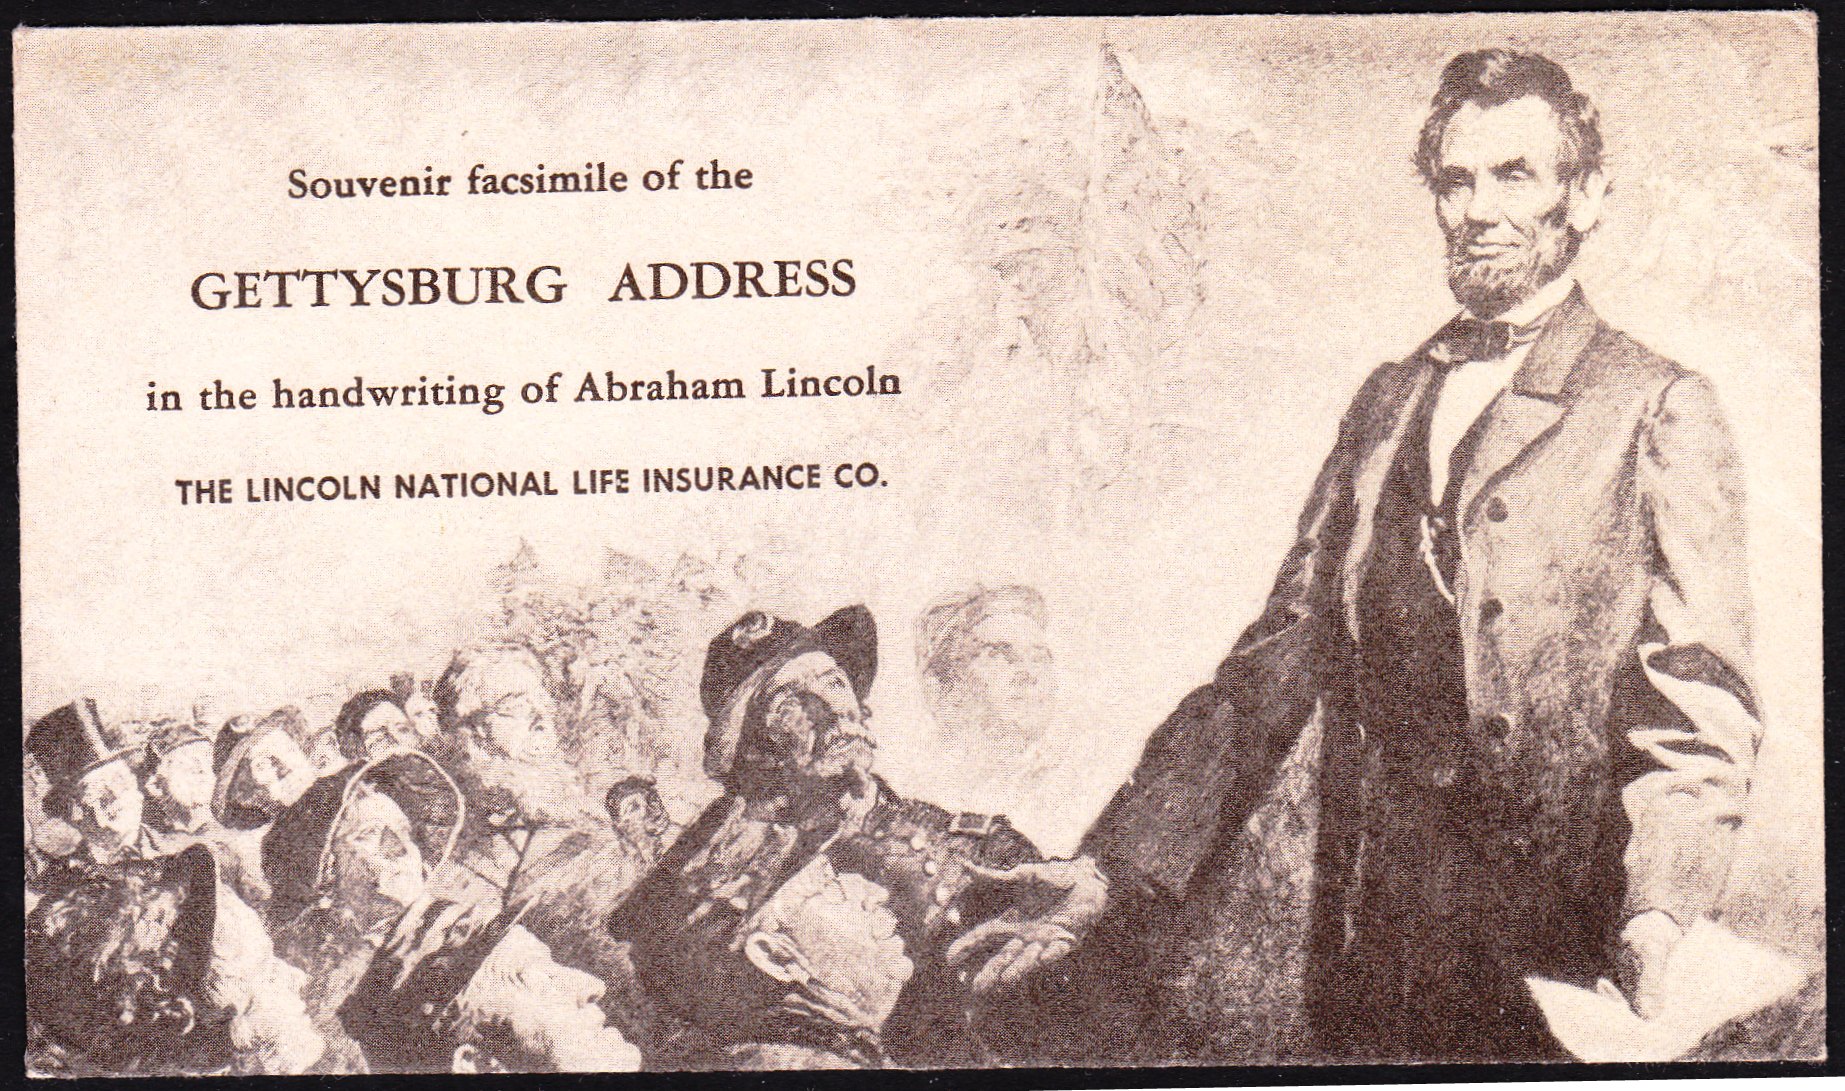 Souvenir facsimile of the
GETTYSBURG ADDRESS
in the handwriting of Abraham Lincoln
THE LINCOLN NATIONAL LIFE INSURANCE CO.